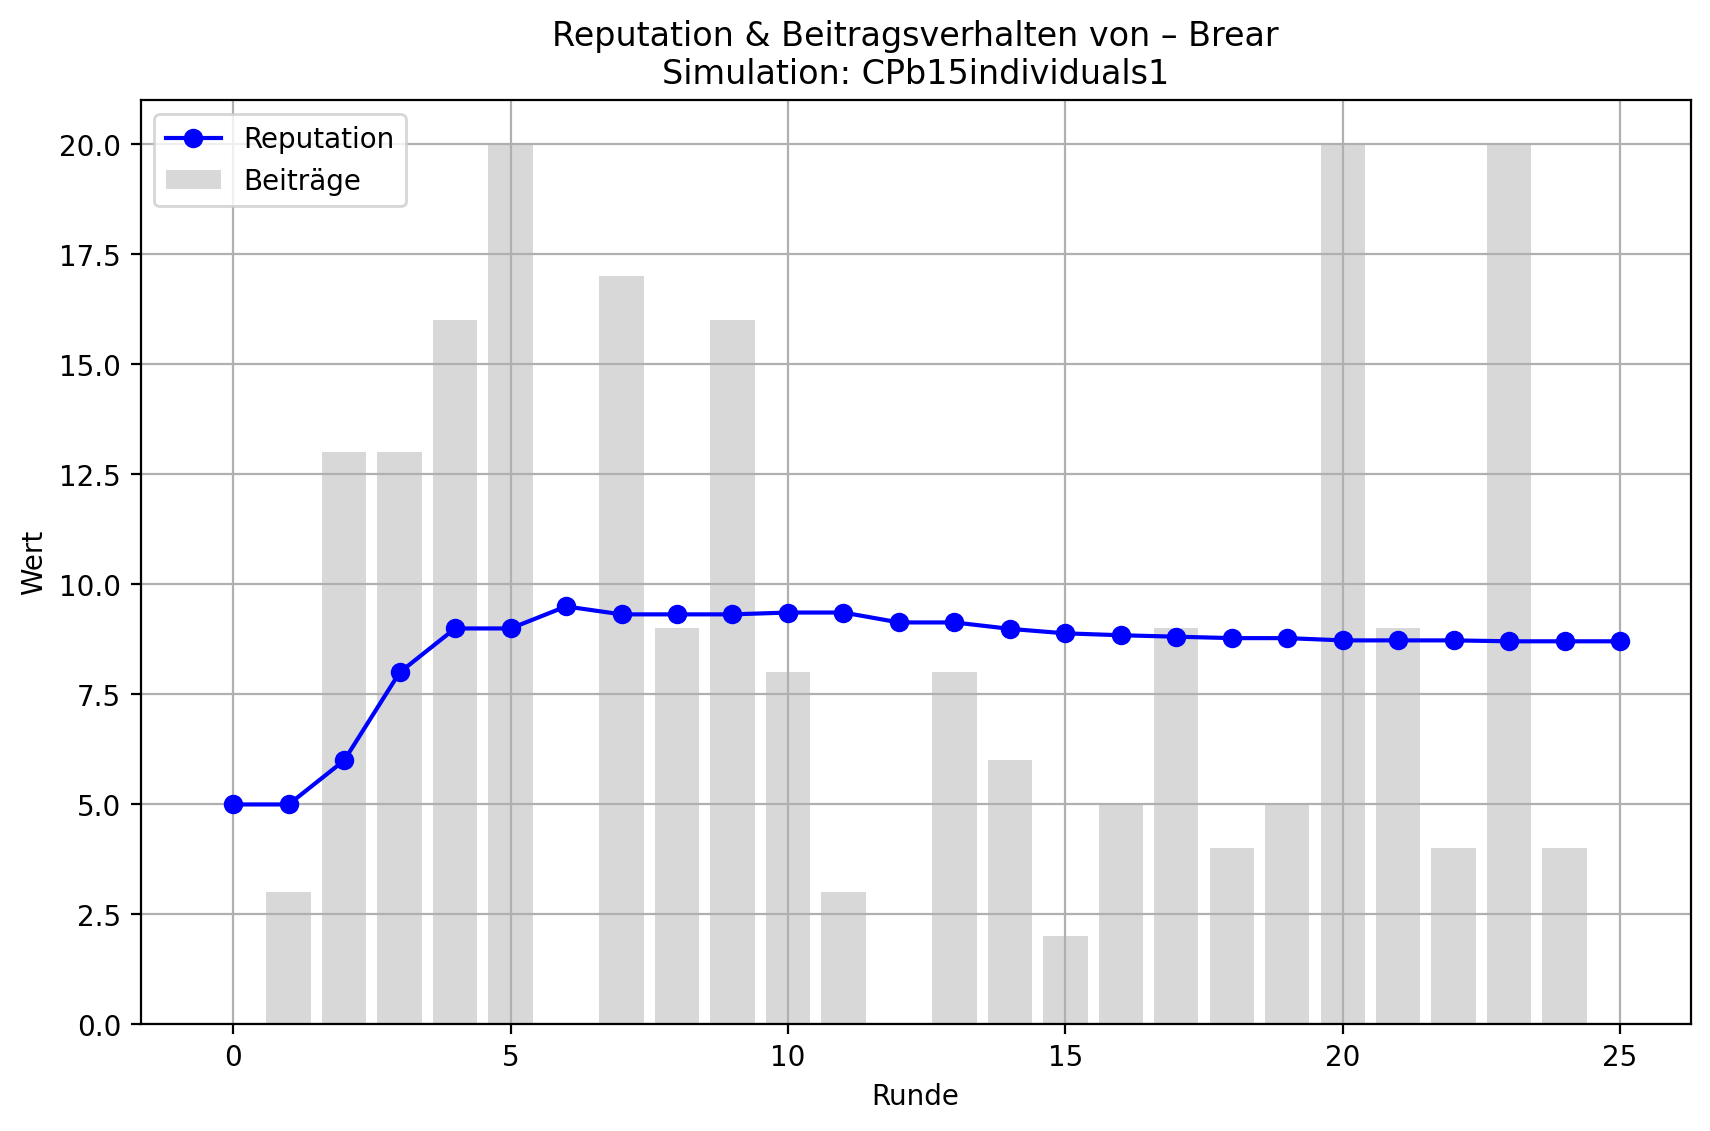 Reputation & Beitragsverhalten von – Brear
Simulation: CPb15individuals1
Reputation
Beiträge
20.0
17.5
15.0
12.5
10.0
7.5
5.0
2.5
0.0
Wert
0 5 10 15 20 25
Runde